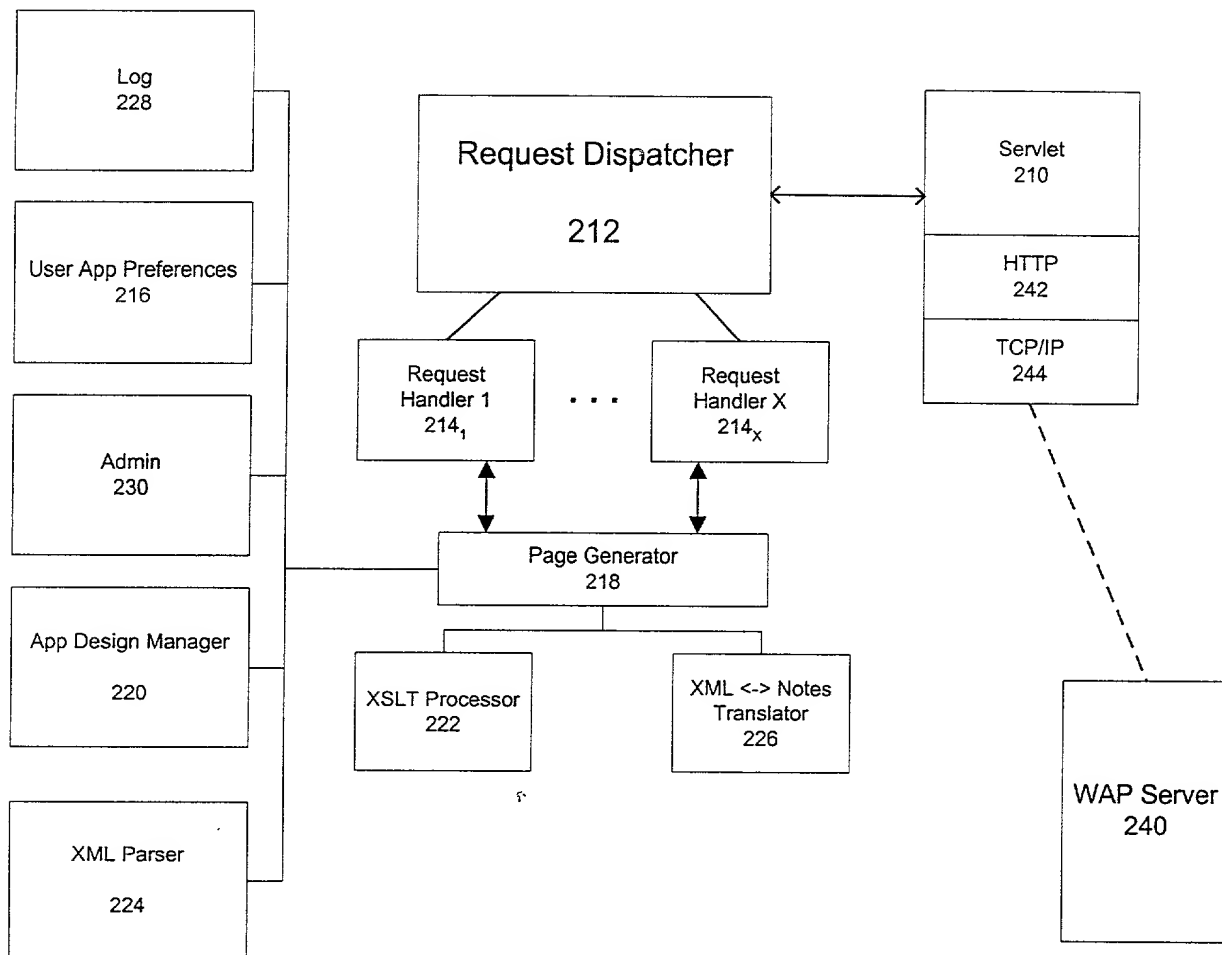 Log
228
User App Preferences
216
Admin
230
App Design Manager
220
XML Parser
224
Request Dispatcher
212
Request
Handler 1
214₁
. . .
Request
Handler X
214ₓ
Page Generator
218
XSLT Processor
222
XML <-> Notes
Translator
226
Servlet
210
HTTP
242
TCP/IP
244
WAP Server
240